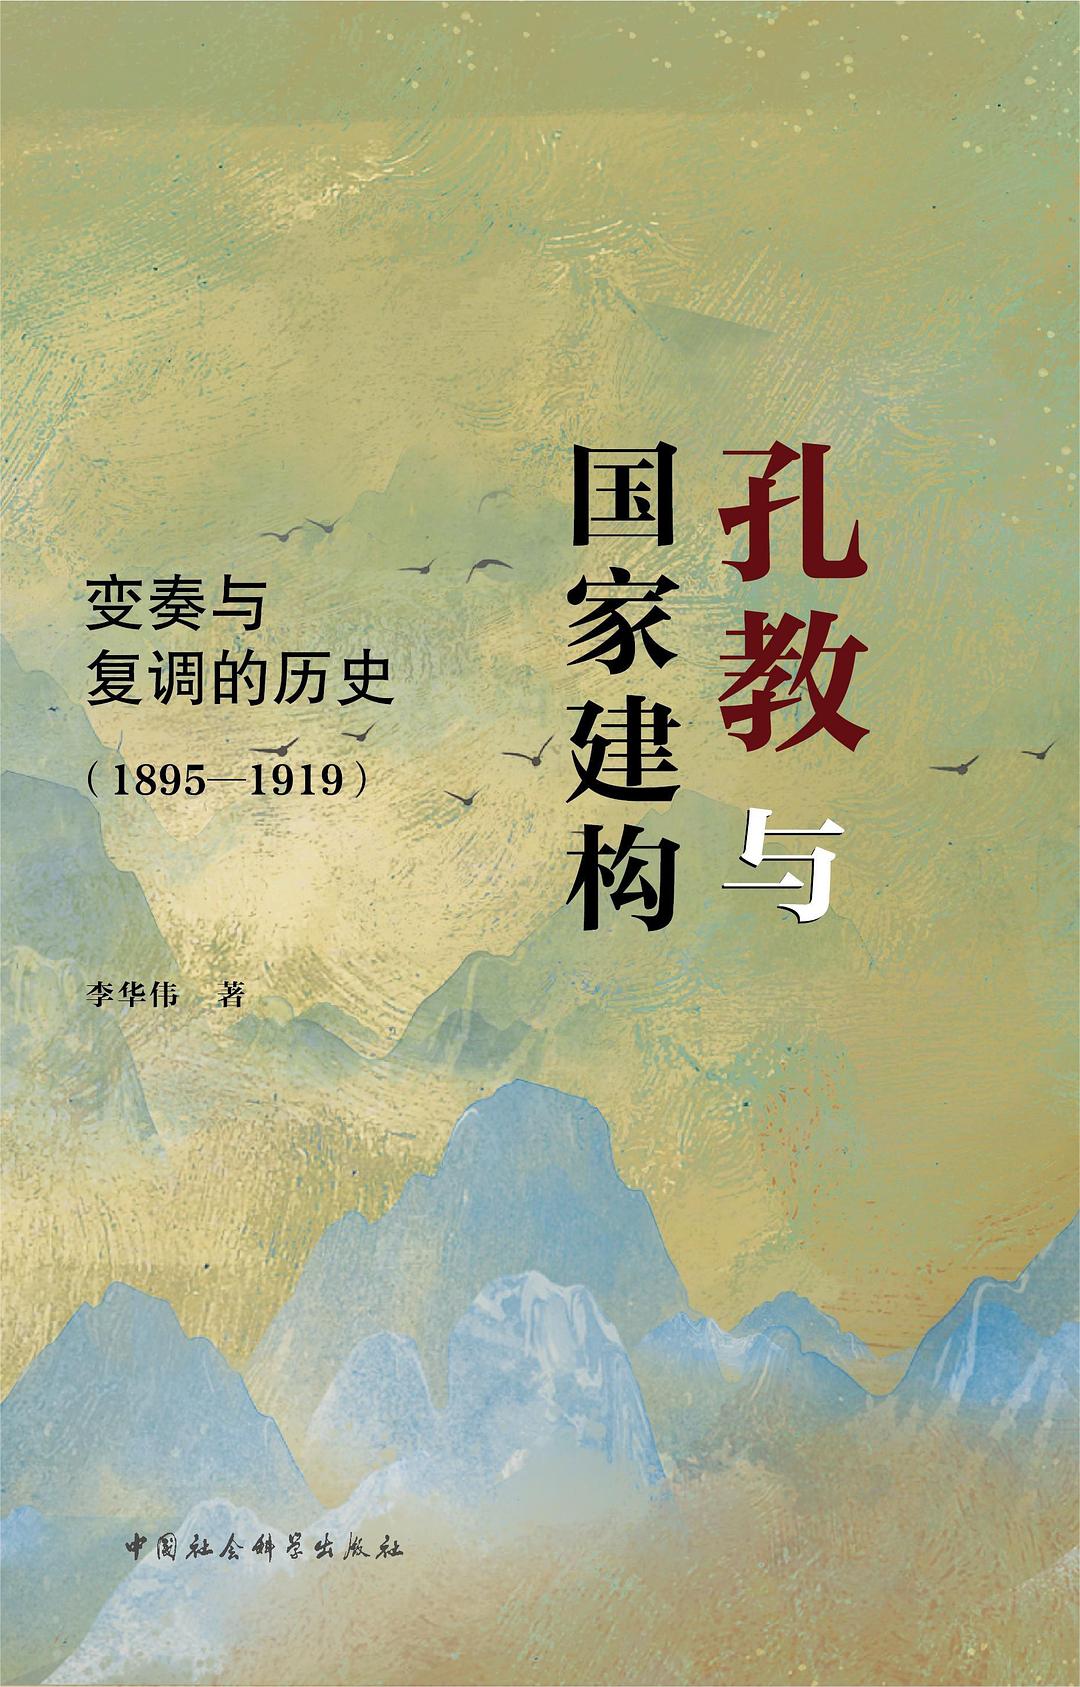 孔教与
国家建构
变奏与
复调的历史
（1895—1919）
李华伟 著
中国社会科学出版社